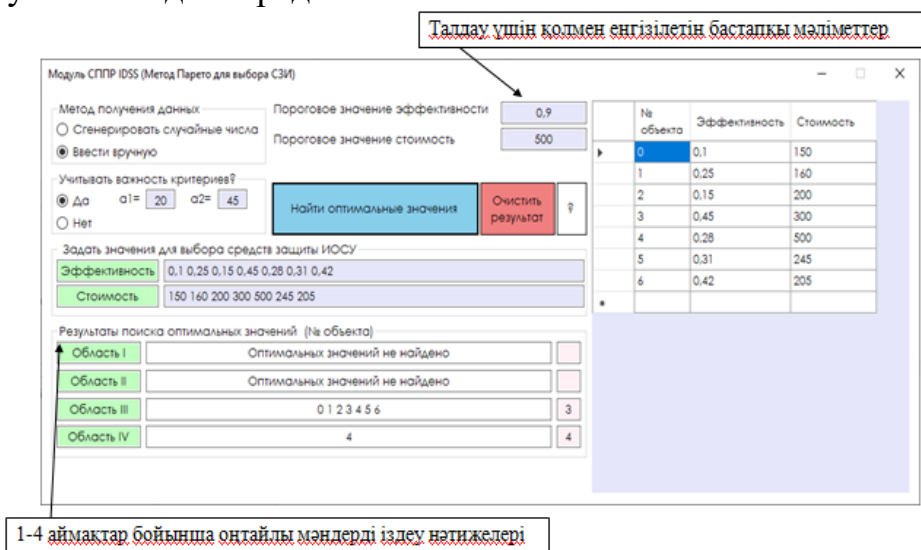 Талдау үшін қолмен енгізілетін бастапқы мәліметтер
Модуль СППР IDSS (Метод Парето для выбора СЗИ)
Метод получения данных
Сгенерировать случайные числа
Ввести вручную
Пороговое значение эффективности 0,9
Пороговое значение стоимость 500
Учитывать важность критериев?
Да a1= 20 a2= 45
Нет
Найти оптимальные значения
Очистить
результат
?
Задать значения для выбора средств защиты ИОСУ
Эффективность 0,1 0,25 0,15 0,45 0,28 0,31 0,42
Стоимость 150 160 200 300 500 245 205
Результаты поиска оптимальных значений (№ объекта)
Область I Оптимальных значений не найдено
Область II Оптимальных значений не найдено
Область III 0 1 2 3 4 5 6 3
Область IV 4 4
№ объекта Эффективность Стоимость
0 0,1 150
1 0,25 160
2 0,15 200
3 0,45 300
4 0,28 500
5 0,31 245
6 0,42 205
1-4 аймақтар бойынша оңтайлы мәндерді іздеу нәтижелері